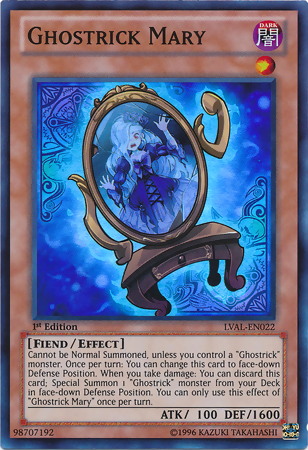 GHOSTRICK MARY
DARK
闇
1st Edition
LVAL-EN022
[FIEND / EFFECT]
Cannot be Normal Summoned, unless you control a "Ghostrick"
monster. Once per turn: You can change this card to face-down
Defense Position. When you take damage: You can discard this
card; Special Summon 1 "Ghostrick" monster from your Deck
in face-down Defense Position. You can only use this effect of
"Ghostrick Mary" once per turn.
ATK/ 100 DEF/1600
98707192
©1996 KAZUKI TAKAHASHI